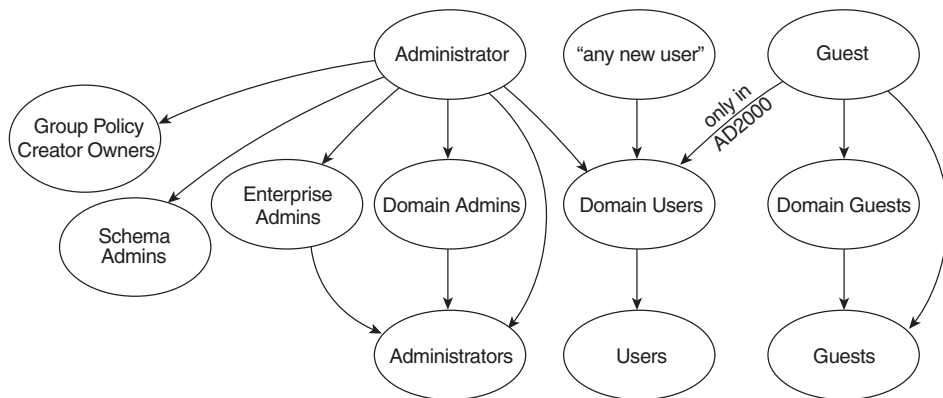 Administrator
“any new user”
Guest
only in
AD2000
Group Policy
Creator Owners
Enterprise
Admins
Domain Admins
Domain Users
Domain Guests
Schema
Admins
Administrators
Users
Guests